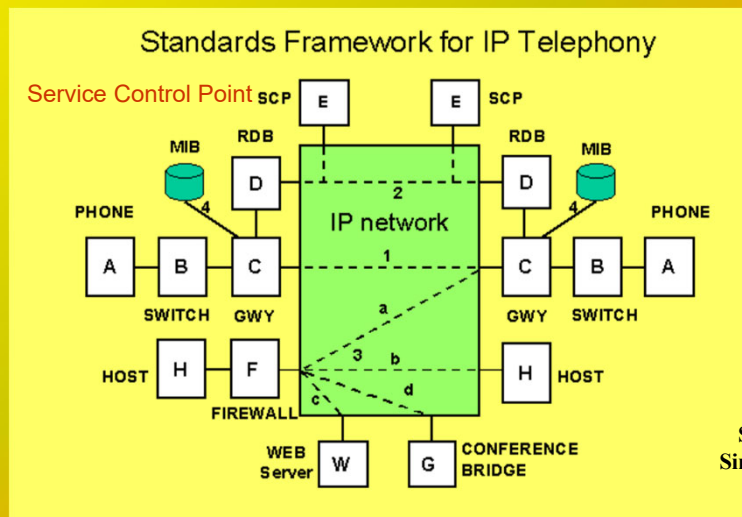 Standards Framework for IP Telephony
Service Control Point SCP E E SCP
RDB RDB
MIB MIB
D 2 D
4 4
IP network
PHONE PHONE
A B C 1 C B A
SWITCH GWY a GWY SWITCH
3 b
HOST H F H HOST
c d
FIREWALL
WEB CONFERENCE
Server W G BRIDGE